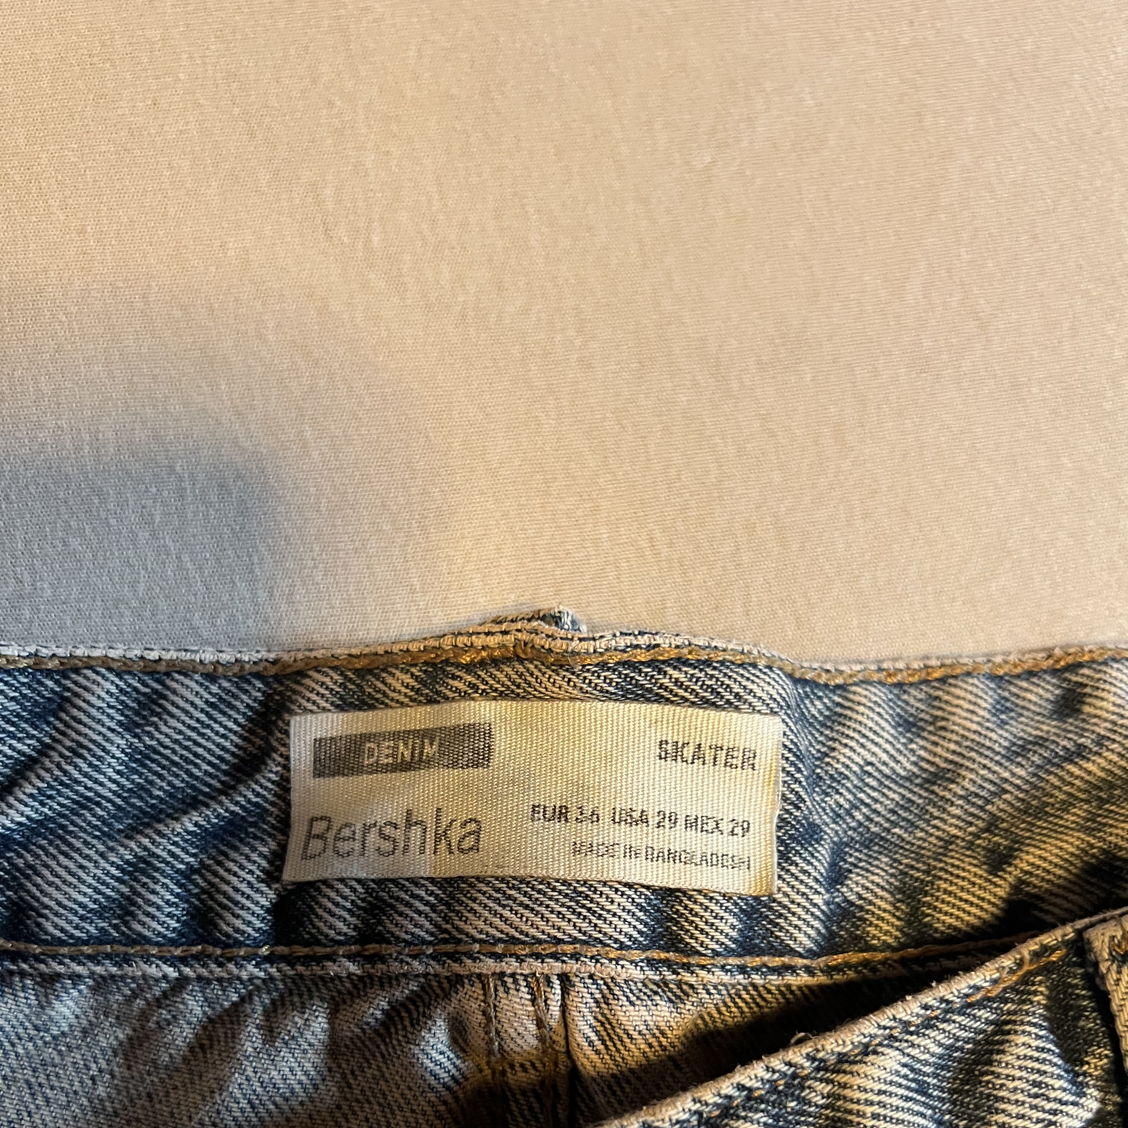 DENIM SKATER
Bershka
EUR 36 USA 29 MEX 29
MADE IN BANGLADESH